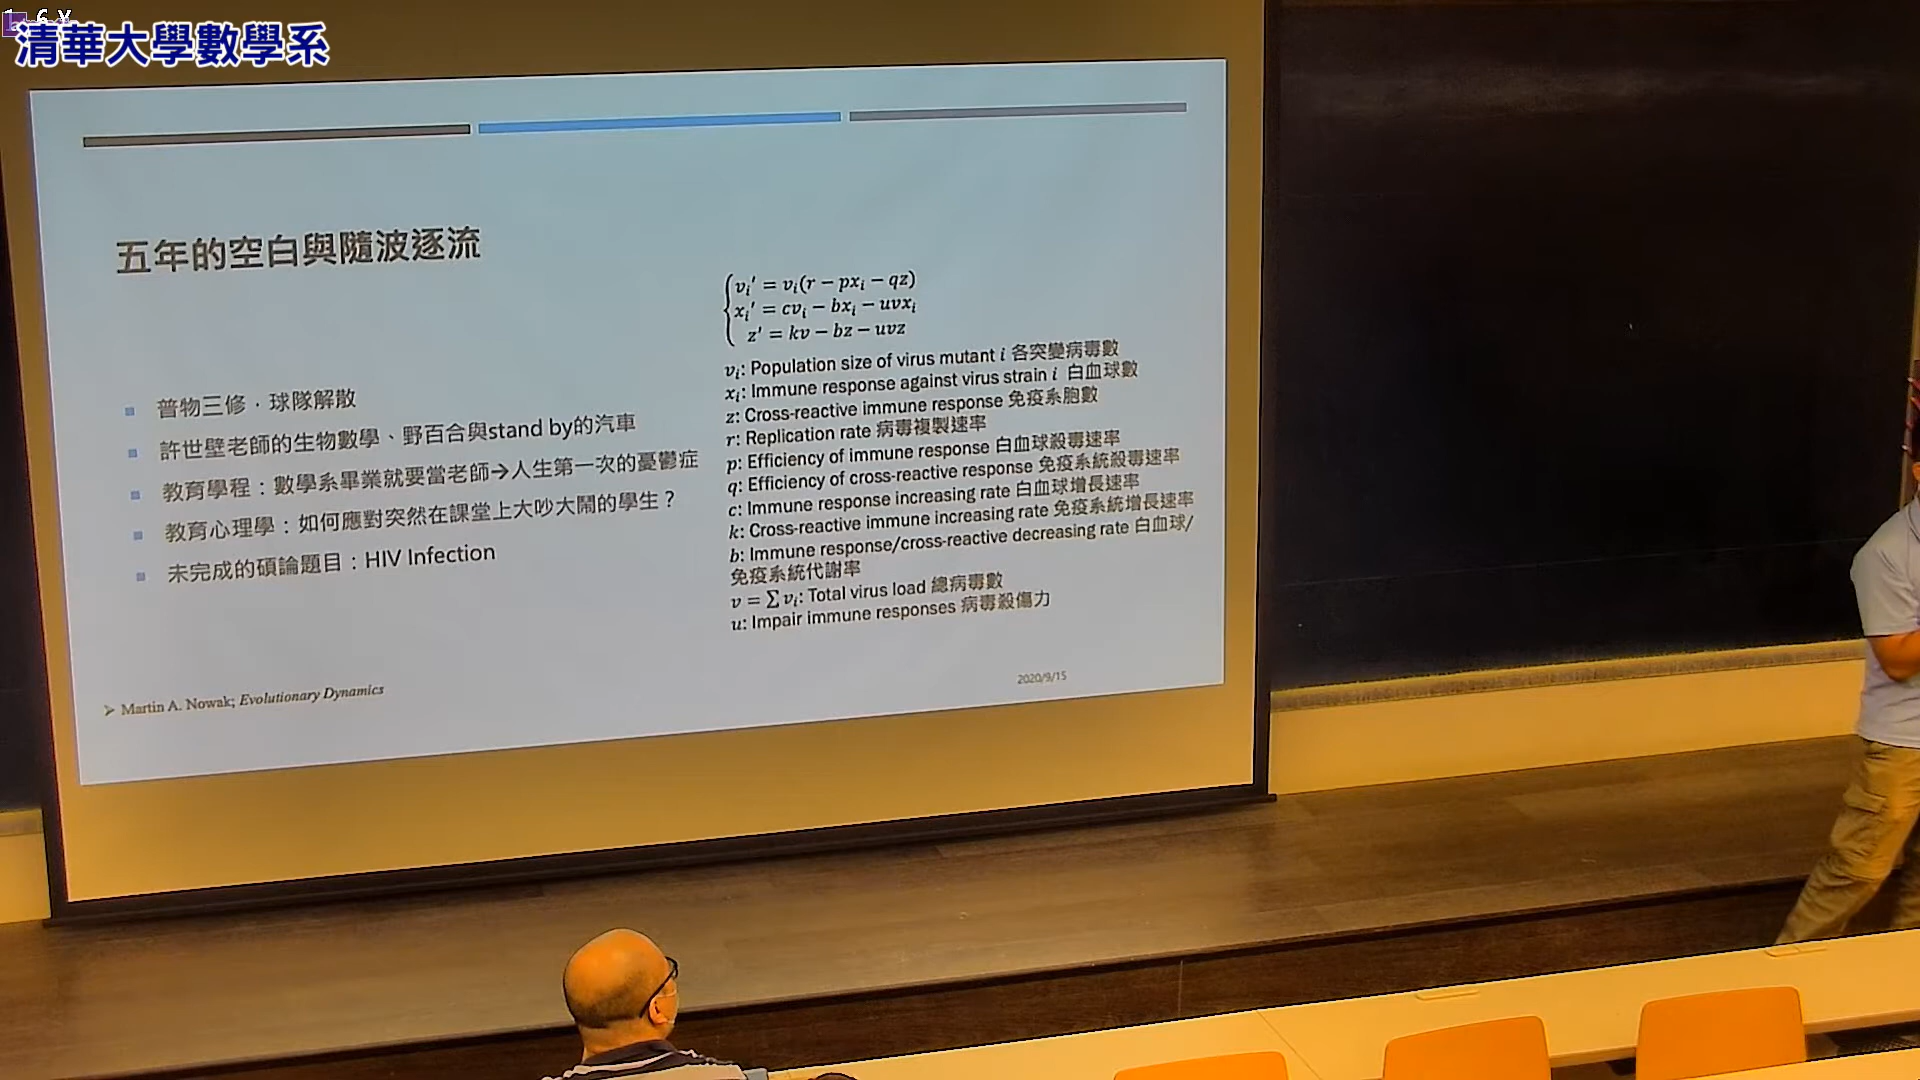 清華大學數學系
五年的空白與隨波逐流
普物三修，球隊解散
許世壁老師的生物數學、野百合與stand by的汽車
教育學程：數學系畢業就要當老師→人生第一次的憂鬱症
教育心理學：如何應對突然在課堂上大吵大鬧的學生？
未完成的碩論題目：HIV Infection
➢ Martin A. Nowak; Evolutionary Dynamics
vᵢ' = vᵢ(r − pxᵢ − qz)
xᵢ' = cvᵢ − bxᵢ − uvxᵢ
z' = kv − bz − uvz
vᵢ: Population size of virus mutant i 各突變病毒數
xᵢ: Immune response against virus strain i 白血球數
z: Cross-reactive immune response 免疫系胞數
r: Replication rate 病毒複製速率
p: Efficiency of immune response 白血球殺毒速率
q: Efficiency of cross-reactive response 免疫系統殺毒速率
c: Immune response increasing rate 白血球增長速率
k: Cross-reactive immune increasing rate 免疫系統增長速率
b: Immune response/cross-reactive decreasing rate 白血球/
免疫系統代謝率
v = ∑ vᵢ: Total virus load 總病毒數
u: Impair immune responses 病毒殺傷力
2020/9/15